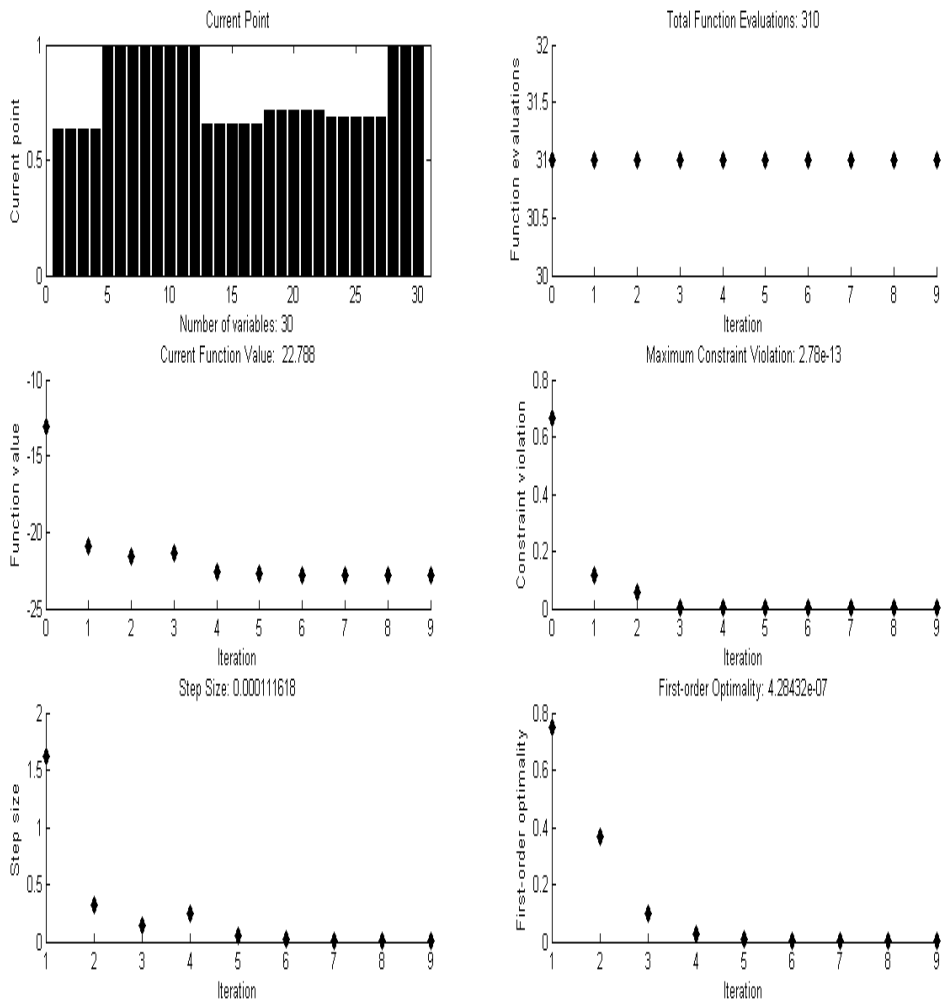 Current Point
Current point
1
0.5
0
0 5 10 15 20 25 30
Number of variables: 30
Total Function Evaluations: 310
Function evaluations
32
31.5
31
30.5
30
0 1 2 3 4 5 6 7 8 9
Iteration
Current Function Value: 22.788
Function value
-10
-15
-20
-25
0 1 2 3 4 5 6 7 8 9
Iteration
Maximum Constraint Violation: 2.78e-13
Constraint violation
0.8
0.6
0.4
0.2
0
0 1 2 3 4 5 6 7 8 9
Iteration
Step Size: 0.000111618
Step size
2
1.5
1
0.5
0
1 2 3 4 5 6 7 8 9
Iteration
First-order Optimality: 4.28432e-07
First-order optimality
0.8
0.6
0.4
0.2
0
1 2 3 4 5 6 7 8 9
Iteration